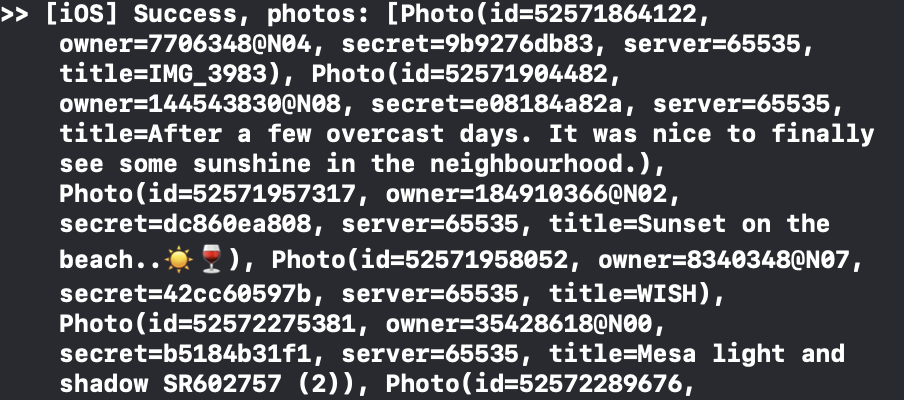 >> [iOS] Success, photos: [Photo(id=52571864122,
owner=7706348@N04, secret=9b9276db83, server=65535,
title=IMG_3983), Photo(id=52571904482,
owner=144543830@N08, secret=e08184a82a, server=65535,
title=After a few overcast days. It was nice to finally
see some sunshine in the neighbourhood.),
Photo(id=52571957317, owner=184910366@N02,
secret=dc860ea808, server=65535, title=Sunset on the
beach..☀️🍷), Photo(id=52571958052, owner=8340348@N07,
secret=42cc60597b, server=65535, title=WISH),
Photo(id=52572275381, owner=35428618@N00,
secret=b5184b31f1, server=65535, title=Mesa light and
shadow SR602757 (2)), Photo(id=52572289676,